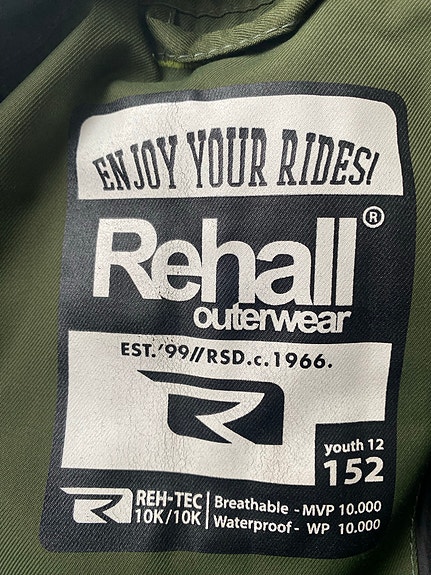 ENJOY YOUR RIDES!
Rehall®
outerwear
EST.'99//RSD.c.1966.
youth 12
152
REH-TEC
10K/10K
Breathable - MVP 10.000
Waterproof - WP 10.000